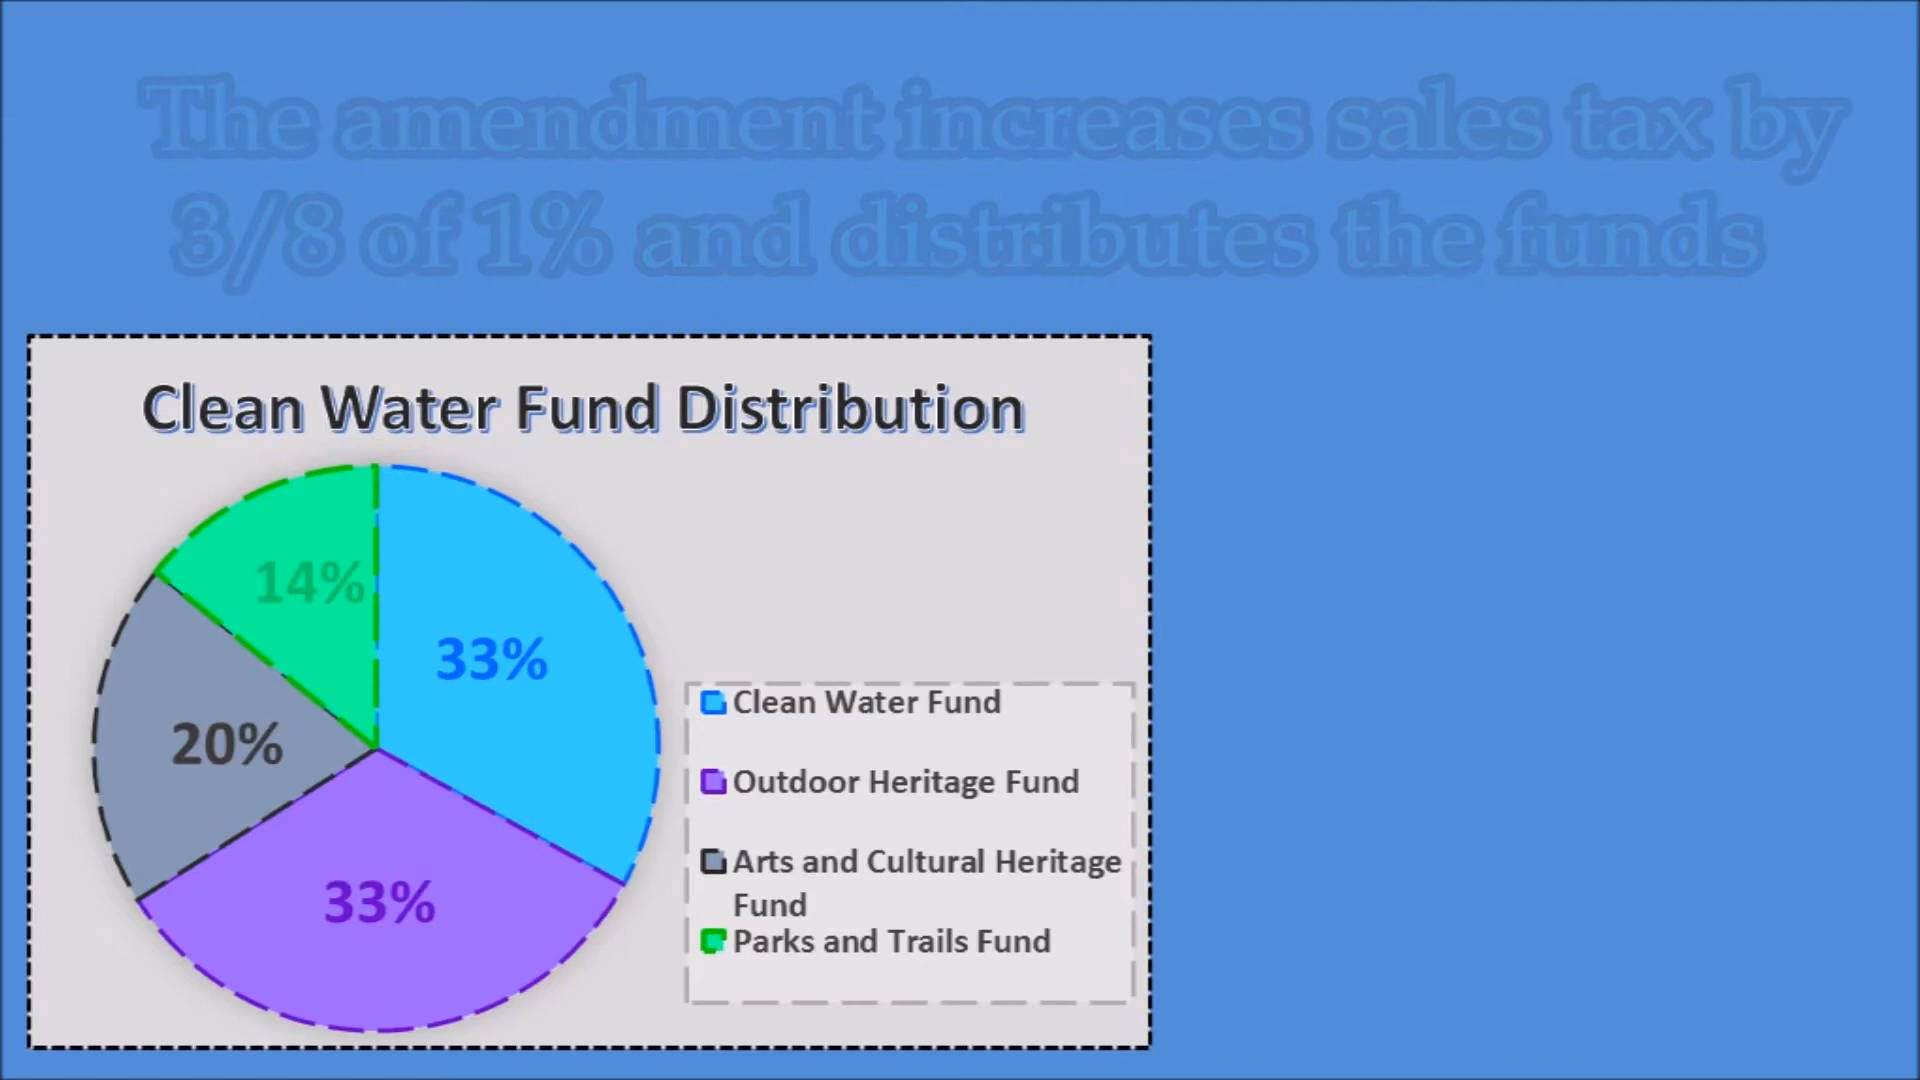 The amendment increases sales tax by
3/8 of 1% and distributes the funds
Clean Water Fund Distribution
14%
33%
20%
33%
Clean Water Fund
Outdoor Heritage Fund
Arts and Cultural Heritage
Fund
Parks and Trails Fund